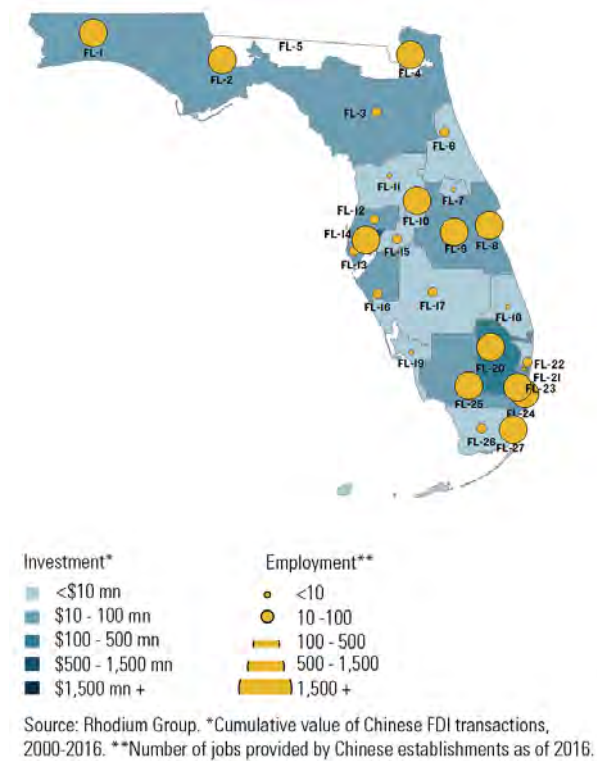 FL-1
FL-2
FL-5
FL-4
FL-3
FL-6
FL-11
FL-7
FL-10
FL-12
FL-14
FL-15
FL-13
FL-9
FL-8
FL-16
FL-17
FL-18
FL-19
FL-20
FL-22
FL-21
FL-23
FL-25
FL-24
FL-26
FL-27
Investment*
Employment**
<$10 mn
<10
$10 - 100 mn
10 -100
$100 - 500 mn
100 - 500
$500 - 1,500 mn
500 - 1,500
$1,500 mn +
1,500 +
Source: Rhodium Group. *Cumulative value of Chinese FDI transactions,
2000-2016. **Number of jobs provided by Chinese establishments as of 2016.